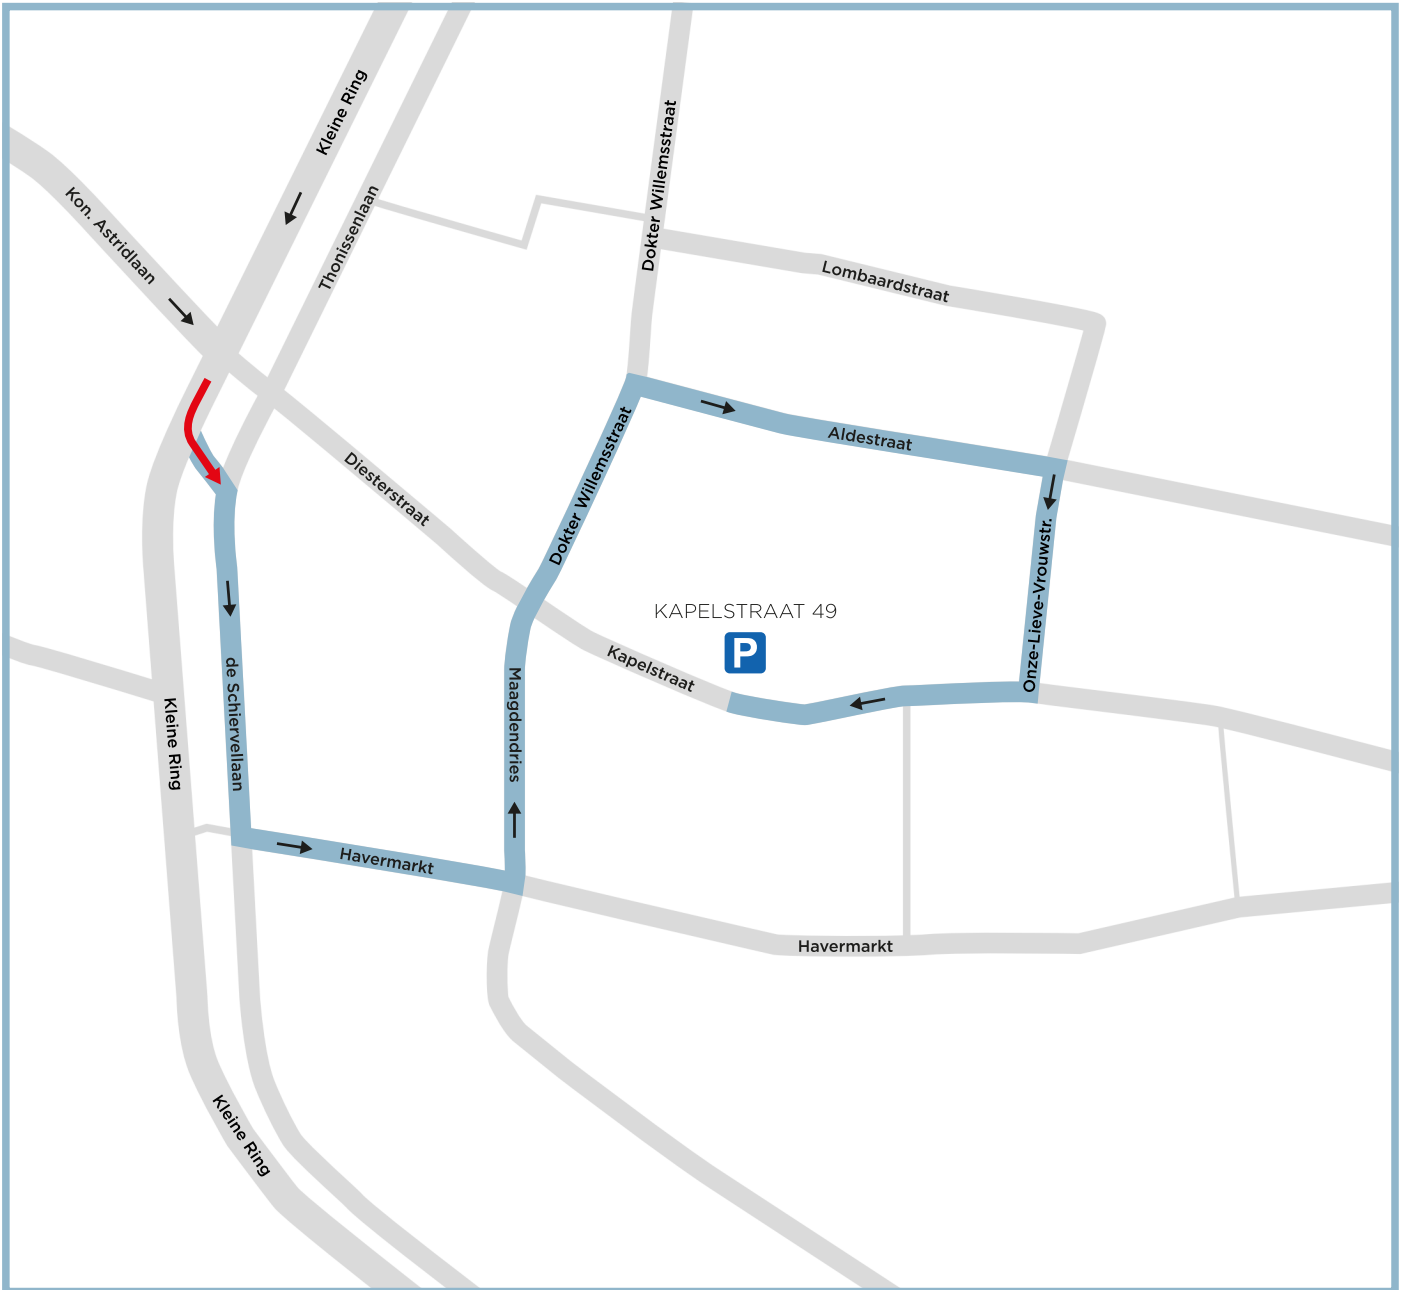 Kleine Ring
Dokter Willemsstraat
Kon. Astridlaan
Thonissenlaan
Lombaardstraat
Aldestraat
Diesterstraat
Dokter Willemsstraat
Onze-Lieve-Vrouwstr.
KAPELSTRAAT 49
P
Kapelstraat
de Schiervellaan
Maagdendries
Kleine Ring
Havermarkt
Havermarkt
Kleine Ring